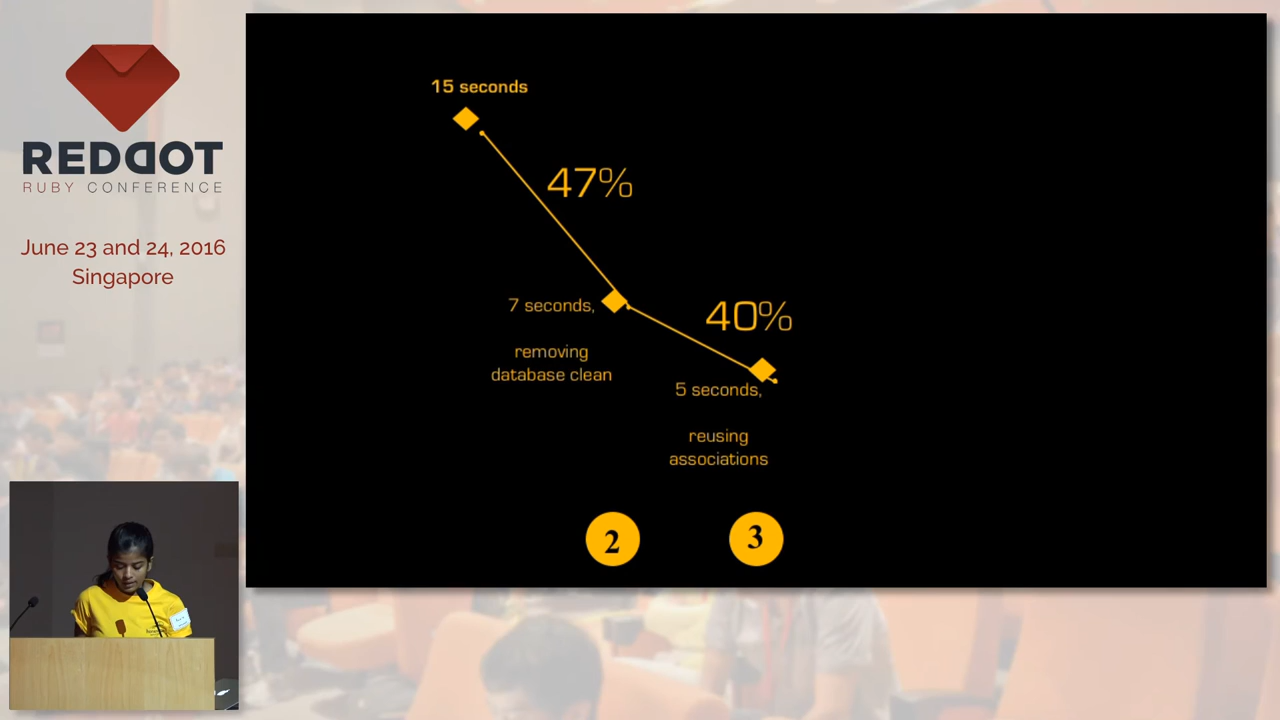 REDDOT
RUBY CONFERENCE
June 23 and 24, 2016
Singapore
15 seconds
47%
7 seconds,
removing
database clean
40%
5 seconds,
reusing
associations
2
3